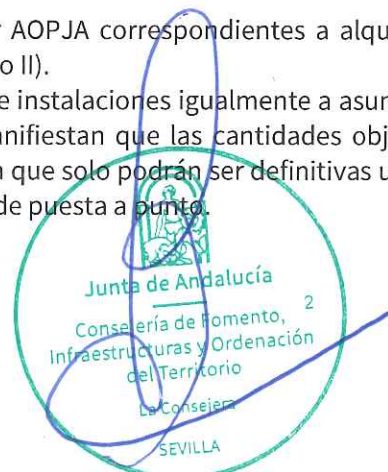 AOPJA correspondientes a alqu
o II).
e instalaciones igualmente a asun
nifiestan que las cantidades obj
que solo podrán ser definitivas u
de puesta a punto.
Junta de Andalucía
2
Consejería de Fomento,
Infraestructuras y Ordenación
del Territorio
La Consejera
SEVILLA